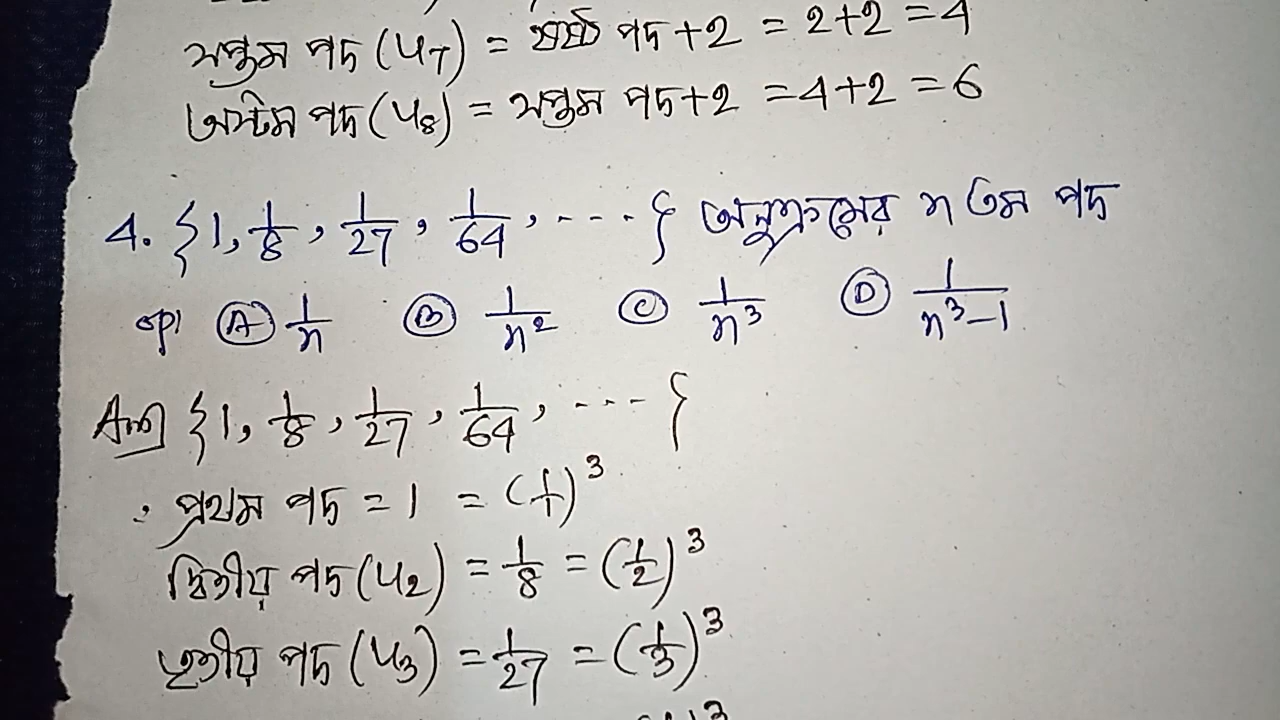 সপ্তম পদ (u₇) = ষষ্ঠ পদ+2 = 2+2 = 4
অষ্টম পদ (u₈) = সপ্তম পদ+2 = 4+2 = 6
4. {1, 1/8, 1/27, 1/64, ----} অনুক্রমের n তম পদ
op: (A) 1/n (B) 1/n² (C) 1/n³ (D) 1/(n³-1)
Ans {1, 1/8, 1/27, 1/64, ----}
: প্রথম পদ = 1 = (1/1)³
দ্বিতীয় পদ (u₂) = 1/8 = (1/2)³
তৃতীয় পদ (u₃) = 1/27 = (1/3)³